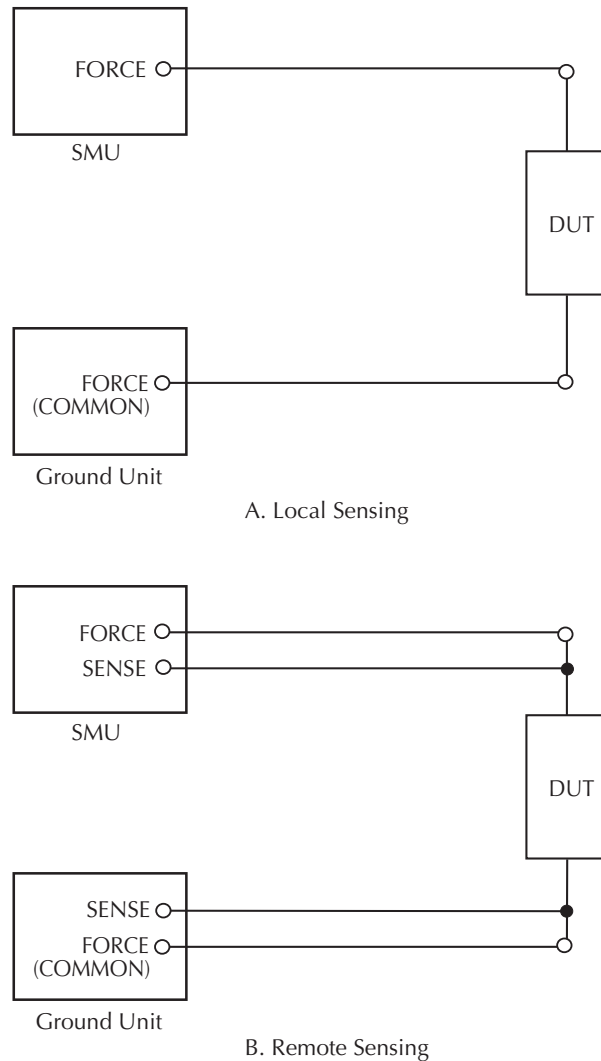 FORCE
SMU
DUT
FORCE
(COMMON)
Ground Unit
A. Local Sensing
FORCE
SENSE
SMU
DUT
SENSE
FORCE
(COMMON)
Ground Unit
B. Remote Sensing